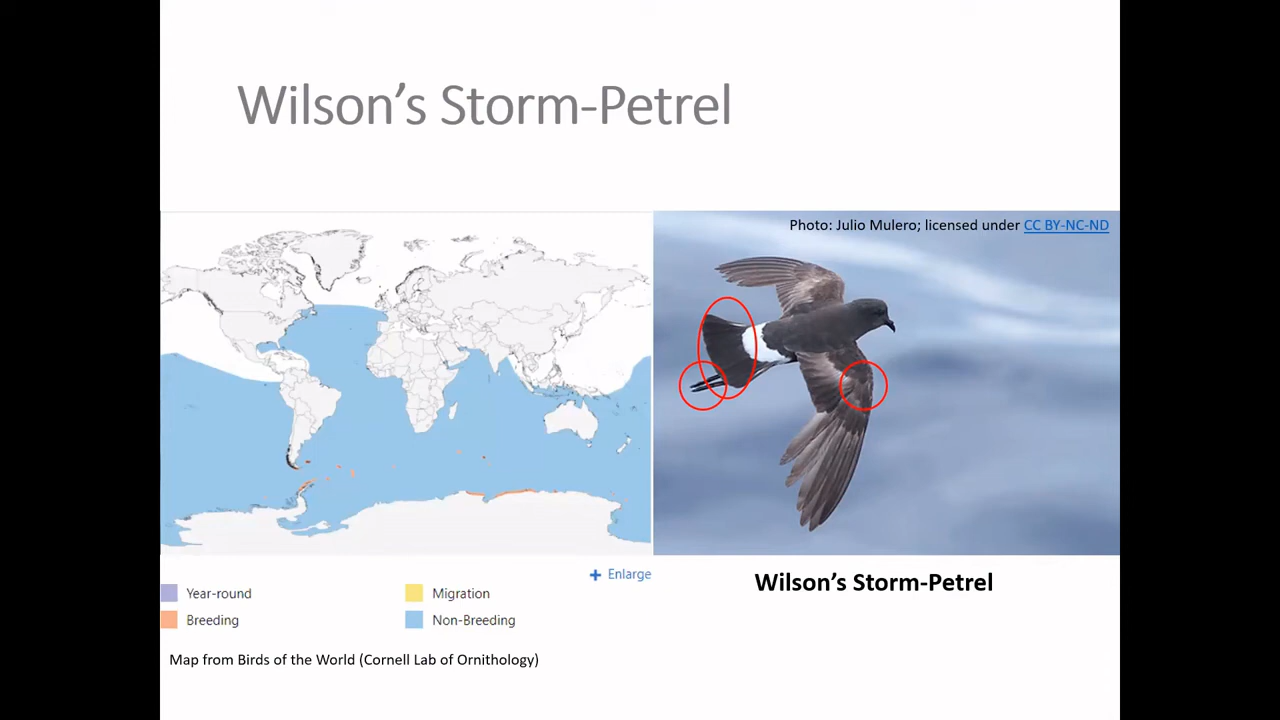 Wilson’s Storm-Petrel
Photo: Julio Mulero; licensed under CC BY-NC-ND
Enlarge
Wilson’s Storm-Petrel
Year-round
Migration
Breeding
Non-Breeding
Map from Birds of the World (Cornell Lab of Ornithology)